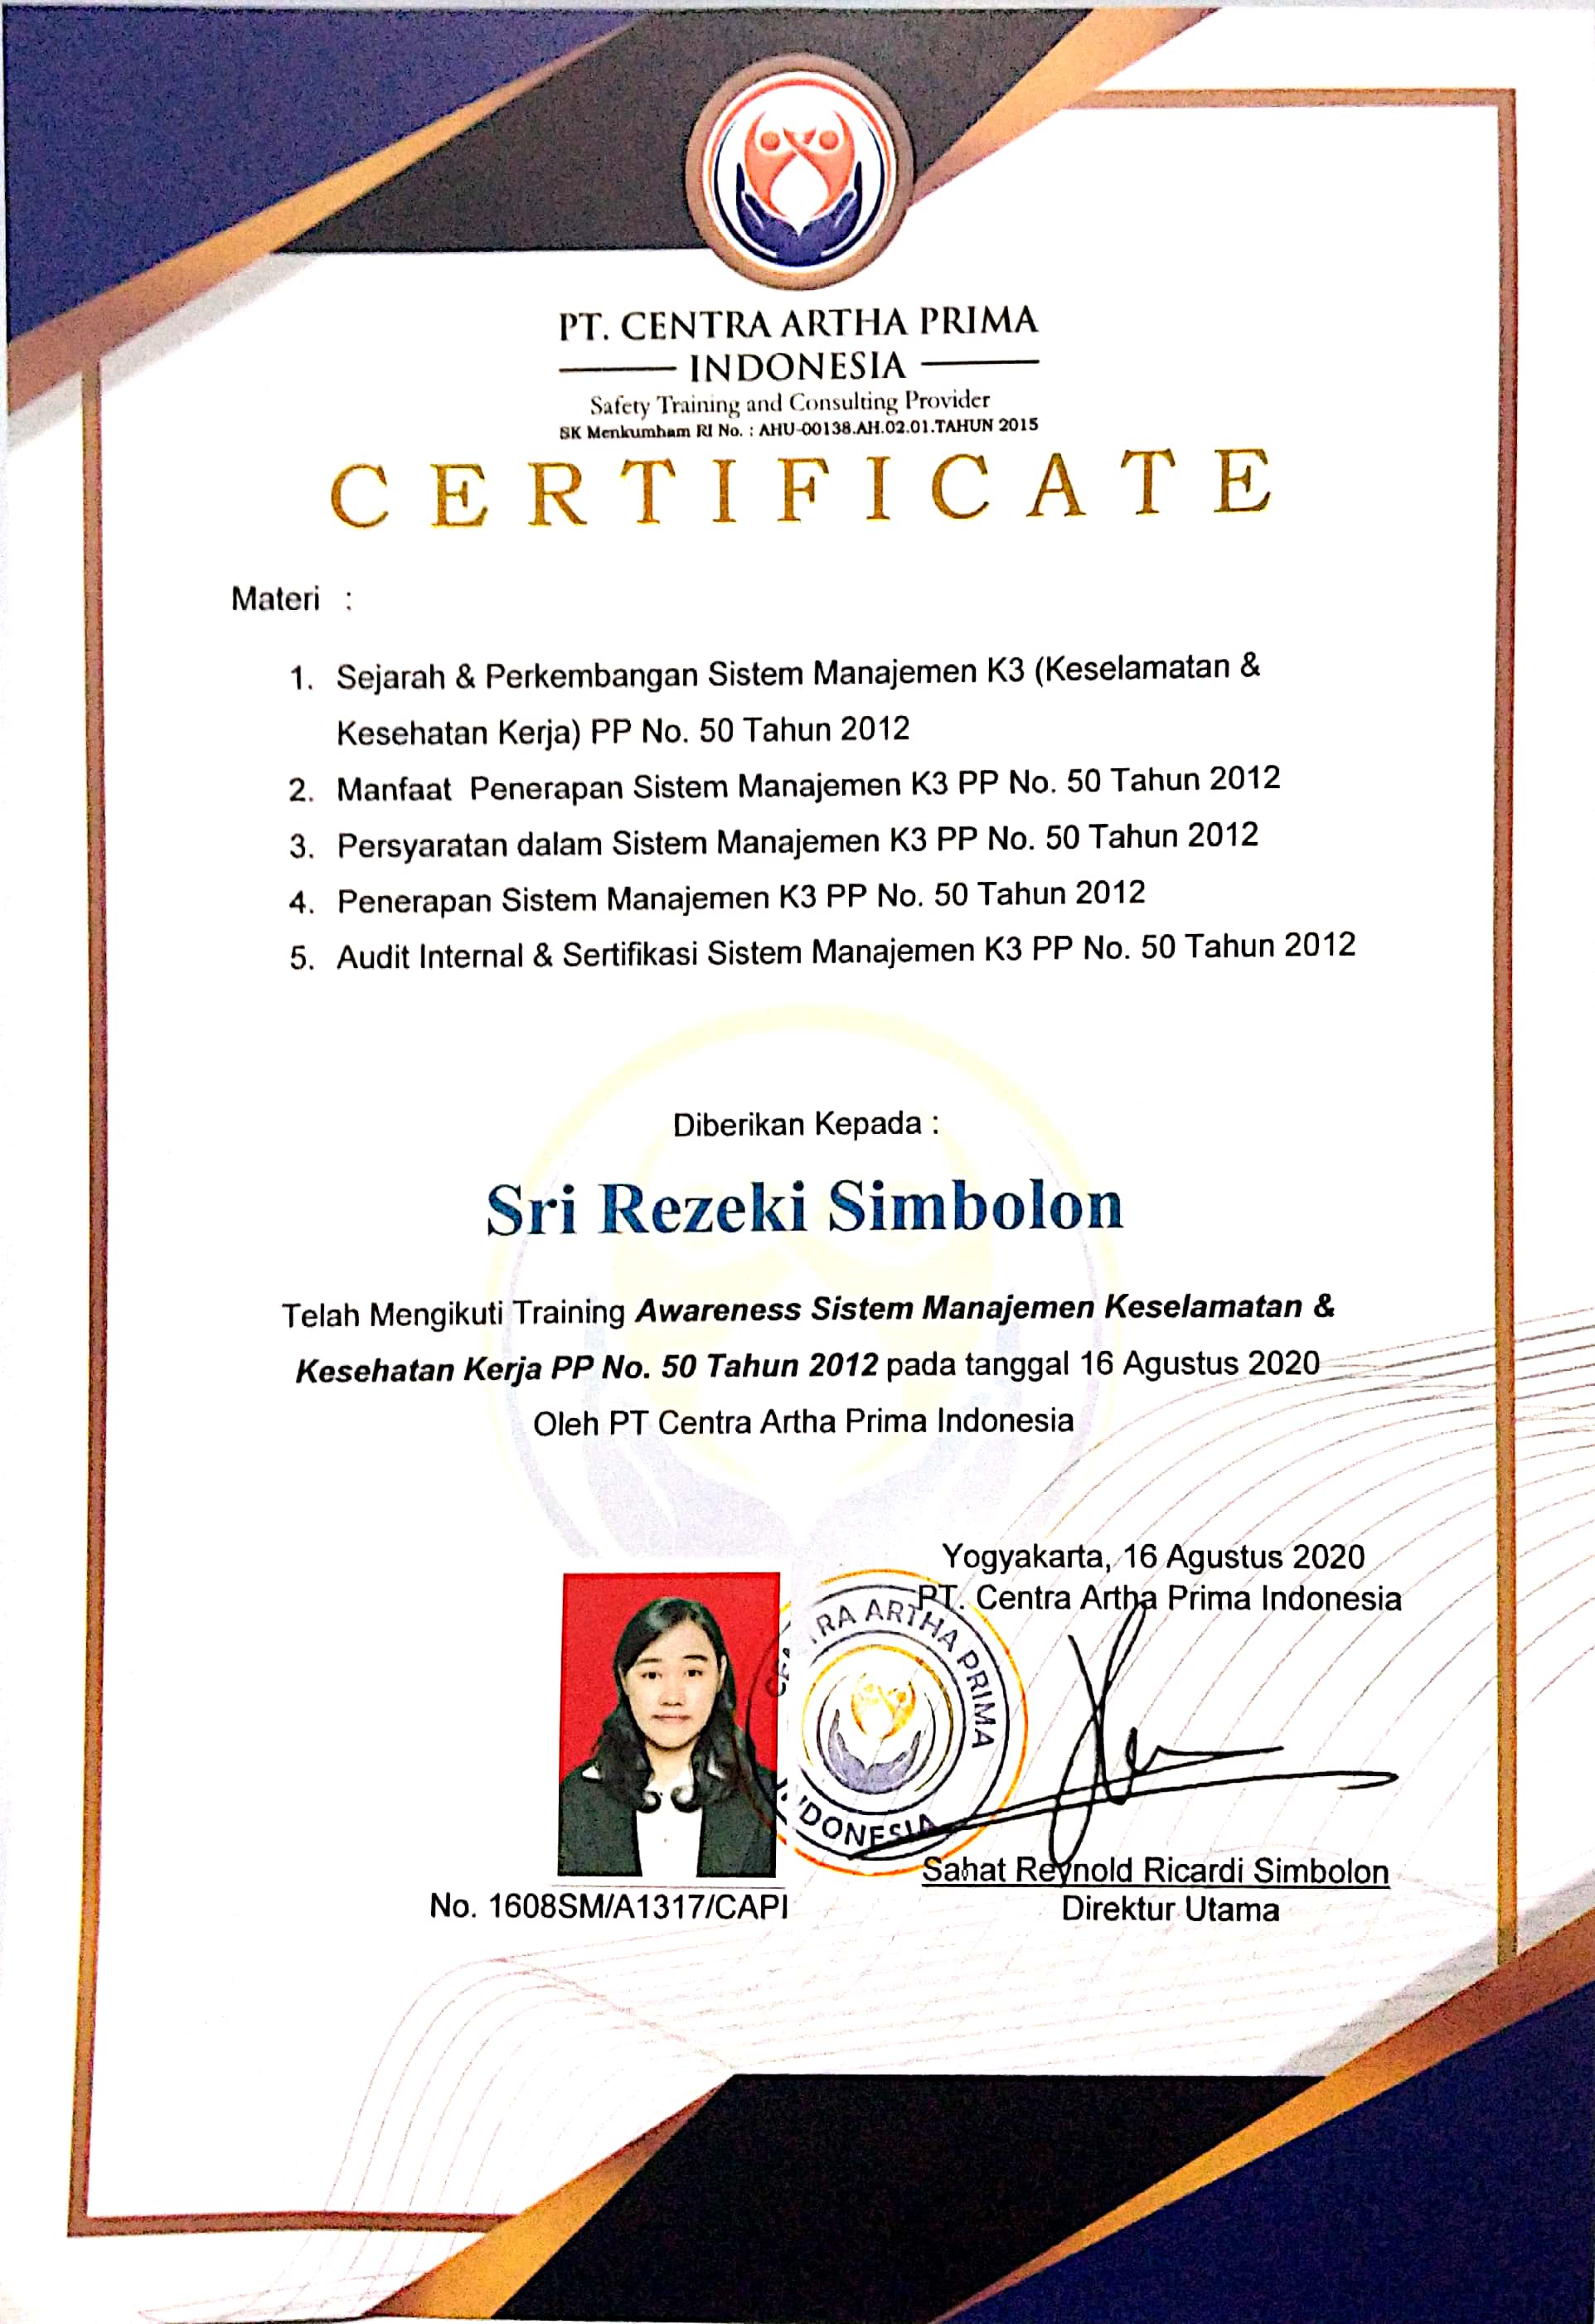 PT. CENTRA ARTHA PRIMA
INDONESIA
Safety Training and Consulting Provider
SK Menkumham RI No. : AHU-00138.AH.02.01.TAHUN 2015
CERTIFICATE
Materi :
1. Sejarah & Perkembangan Sistem Manajemen K3 (Keselamatan &
Kesehatan Kerja) PP No. 50 Tahun 2012
2. Manfaat Penerapan Sistem Manajemen K3 PP No. 50 Tahun 2012
3. Persyaratan dalam Sistem Manajemen K3 PP No. 50 Tahun 2012
4. Penerapan Sistem Manajemen K3 PP No. 50 Tahun 2012
5. Audit Internal & Sertifikasi Sistem Manajemen K3 PP No. 50 Tahun 2012
Diberikan Kepada :
Sri Rezeki Simbolon
Telah Mengikuti Training Awareness Sistem Manajemen Keselamatan &
Kesehatan Kerja PP No. 50 Tahun 2012 pada tanggal 16 Agustus 2020
Oleh PT Centra Artha Prima Indonesia
Yogyakarta, 16 Agustus 2020
PT. Centra Artha Prima Indonesia
CENTRA ARTHA PRIMA
INDONESIA
Sahat Reynold Ricardi Simbolon
Direktur Utama
No. 1608SM/A1317/CAPI